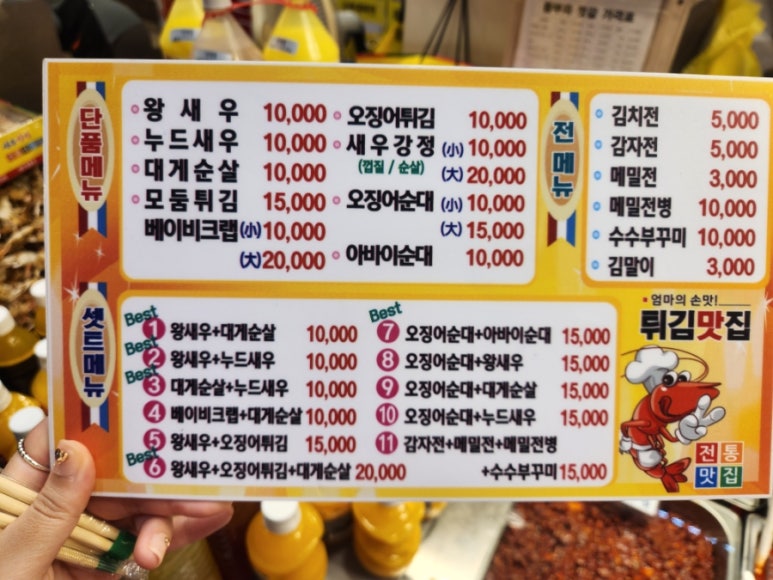 단품메뉴
왕새우 10,000
누드새우 10,000
대게순살 10,000
모둠튀김 15,000
베이비크랩 (小) 10,000
(大) 20,000
오징어튀김 10,000
새우강정 (小) 10,000
(껍질 / 순살) (大) 20,000
오징어순대 (小) 10,000
(大) 15,000
아바이순대 10,000
전메뉴
김치전 5,000
감자전 5,000
메밀전 3,000
메밀전병 10,000
수수부꾸미 10,000
김말이 3,000
셋트메뉴
Best 1 왕새우+대게순살 10,000
Best 2 왕새우+누드새우 10,000
Best 3 대게순살+누드새우 10,000
4 베이비크랩+대게순살 10,000
5 왕새우+오징어튀김 15,000
Best 6 왕새우+오징어튀김+대게순살 20,000
Best 7 오징어순대+아바이순대 15,000
8 오징어순대+왕새우 15,000
9 오징어순대+대게순살 15,000
10 오징어순대+누드새우 15,000
11 감자전+메밀전+메밀전병
+수수부꾸미 15,000
엄마의 손맛!
튀김맛집
전통
맛집